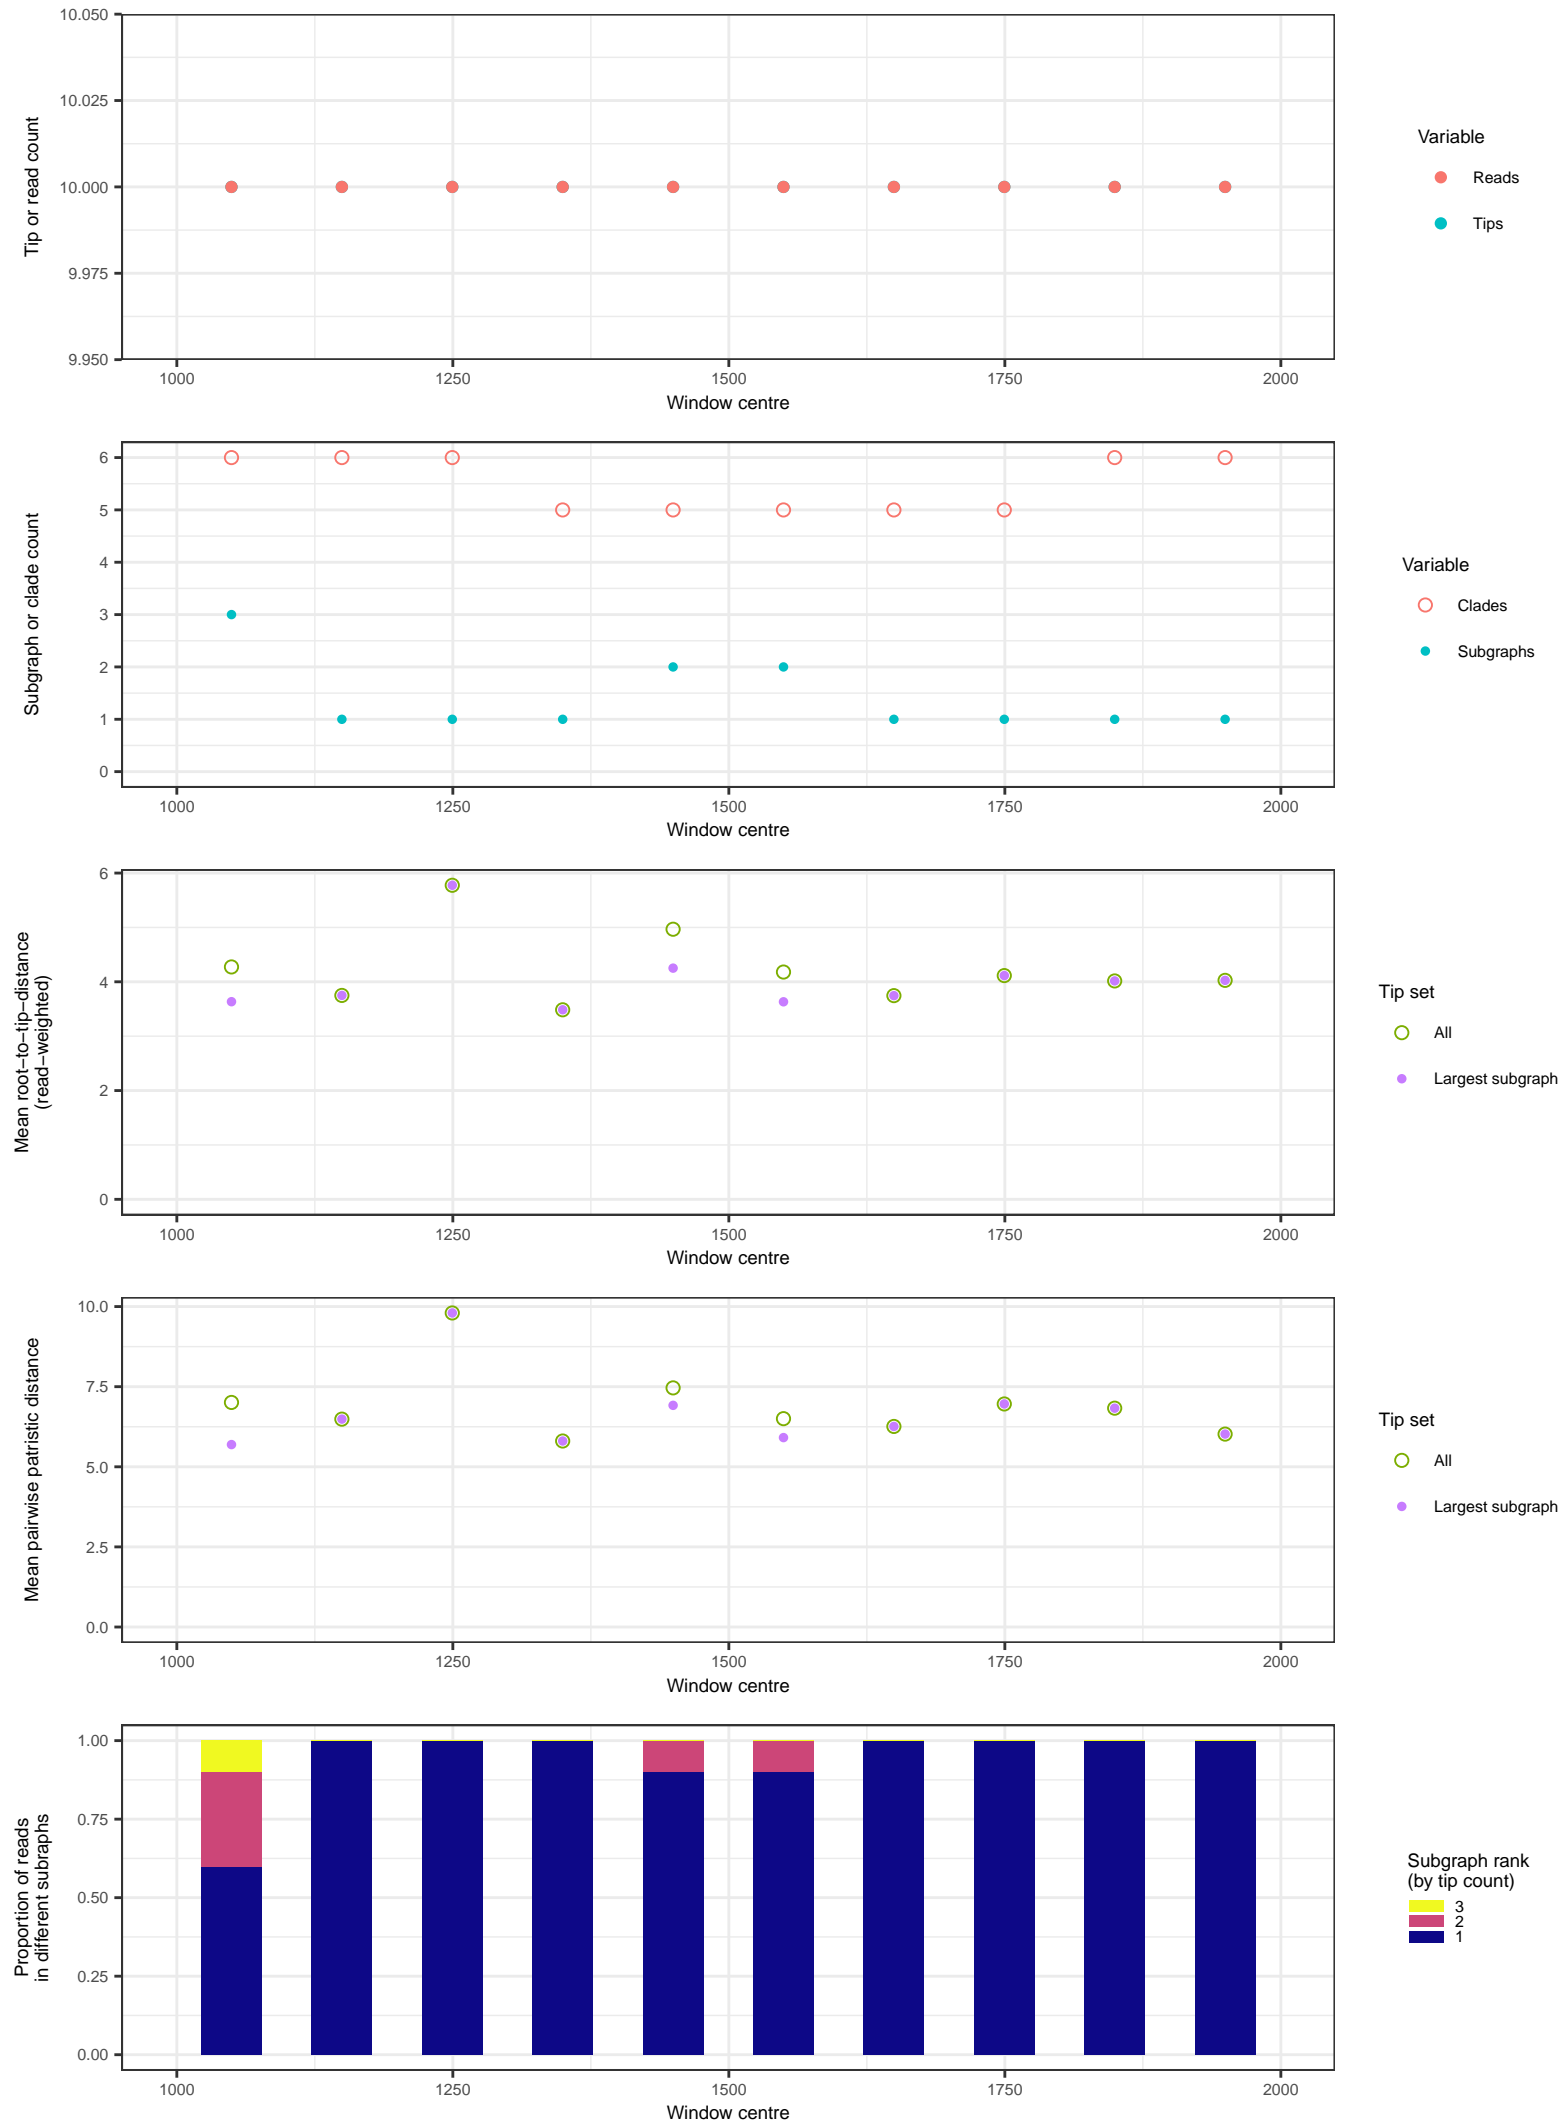 10.050
10.025
10.000
9.975
9.950
Tip or read count
1000 1250 1500 1750 2000
Window centre
Variable
Reads
Tips
6
5
4
3
2
1
0
Subgraph or clade count
1000 1250 1500 1750 2000
Window centre
Variable
Clades
Subgraphs
6
4
2
0
Mean root−to−tip−distance
(read−weighted)
1000 1250 1500 1750 2000
Window centre
Tip set
All
Largest subgraph
10.0
7.5
5.0
2.5
0.0
Mean pairwise patristic distance
1000 1250 1500 1750 2000
Window centre
Tip set
All
Largest subgraph
1.00
0.75
0.50
0.25
0.00
Proportion of reads
in different subraphs
1000 1250 1500 1750 2000
Window centre
Subgraph rank
(by tip count)
3
2
1